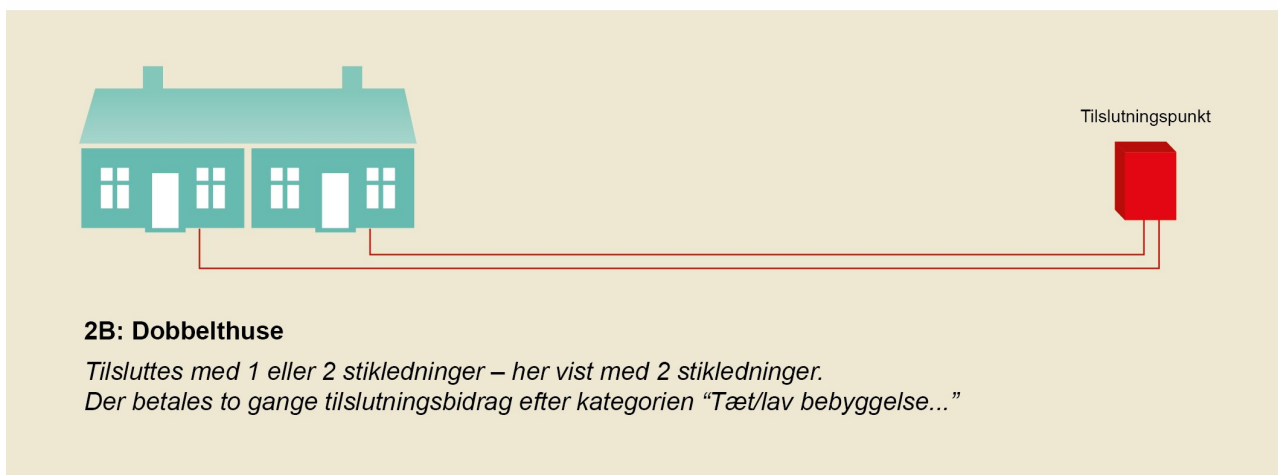 Tilslutningspunkt
2B: Dobbelthuse
Tilsluttes med 1 eller 2 stikledninger – her vist med 2 stikledninger.
Der betales to gange tilslutningsbidrag efter kategorien “Tæt/lav bebyggelse...”